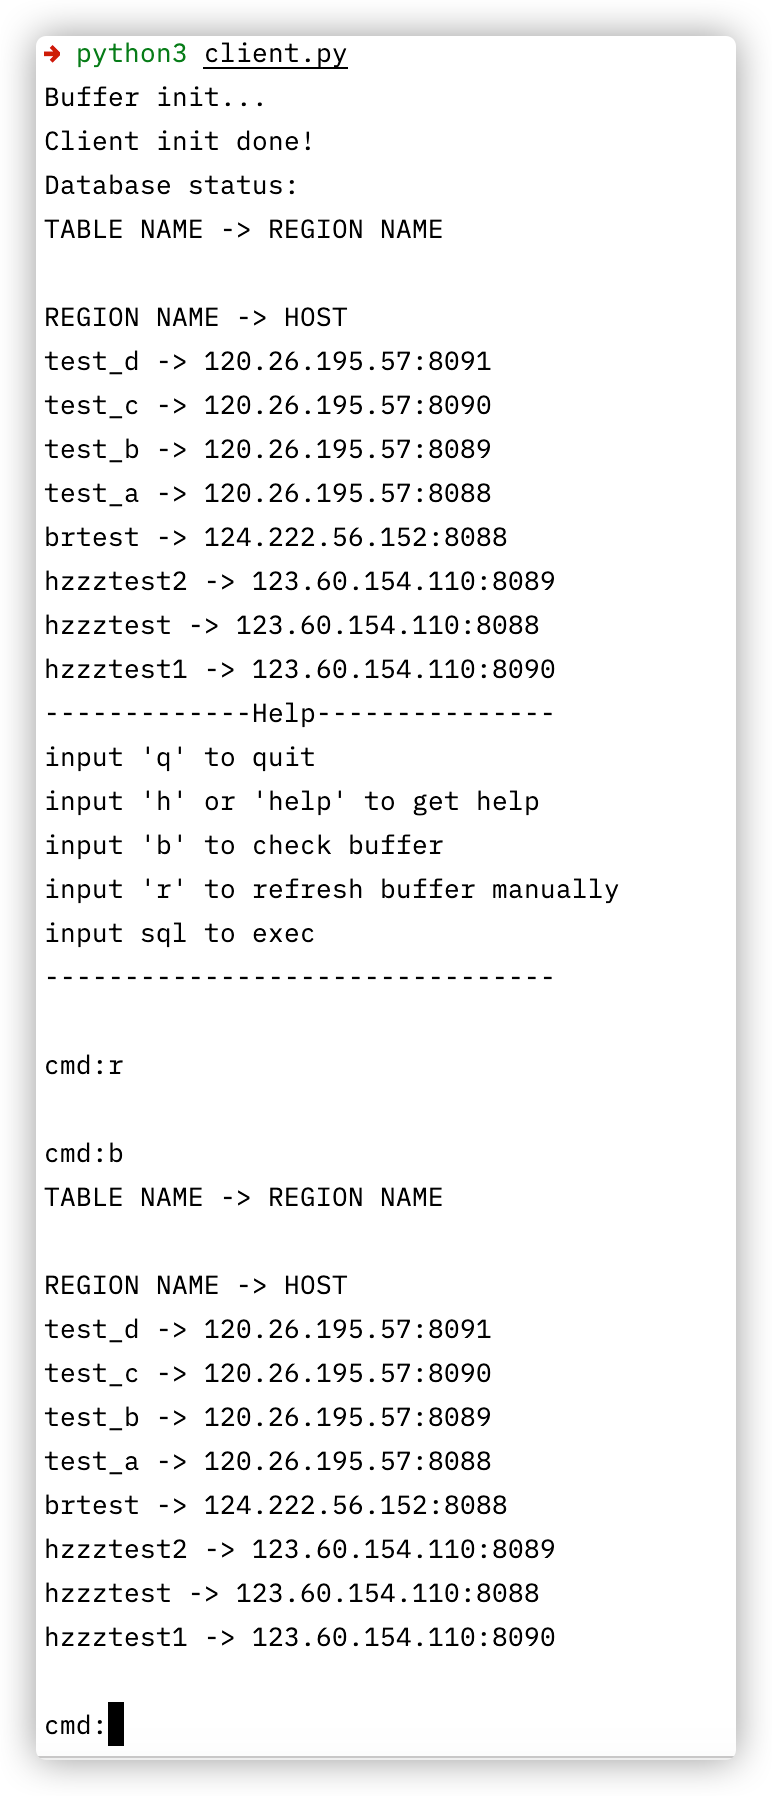 ➜ python3 client.py
Buffer init...
Client init done!
Database status:
TABLE NAME -> REGION NAME

REGION NAME -> HOST
test_d -> 120.26.195.57:8091
test_c -> 120.26.195.57:8090
test_b -> 120.26.195.57:8089
test_a -> 120.26.195.57:8088
brtest -> 124.222.56.152:8088
hzzztest2 -> 123.60.154.110:8089
hzzztest -> 123.60.154.110:8088
hzzztest1 -> 123.60.154.110:8090
-------------Help---------------
input 'q' to quit
input 'h' or 'help' to get help
input 'b' to check buffer
input 'r' to refresh buffer manually
input sql to exec
--------------------------------

cmd:r

cmd:b
TABLE NAME -> REGION NAME

REGION NAME -> HOST
test_d -> 120.26.195.57:8091
test_c -> 120.26.195.57:8090
test_b -> 120.26.195.57:8089
test_a -> 120.26.195.57:8088
brtest -> 124.222.56.152:8088
hzzztest2 -> 123.60.154.110:8089
hzzztest -> 123.60.154.110:8088
hzzztest1 -> 123.60.154.110:8090

cmd: